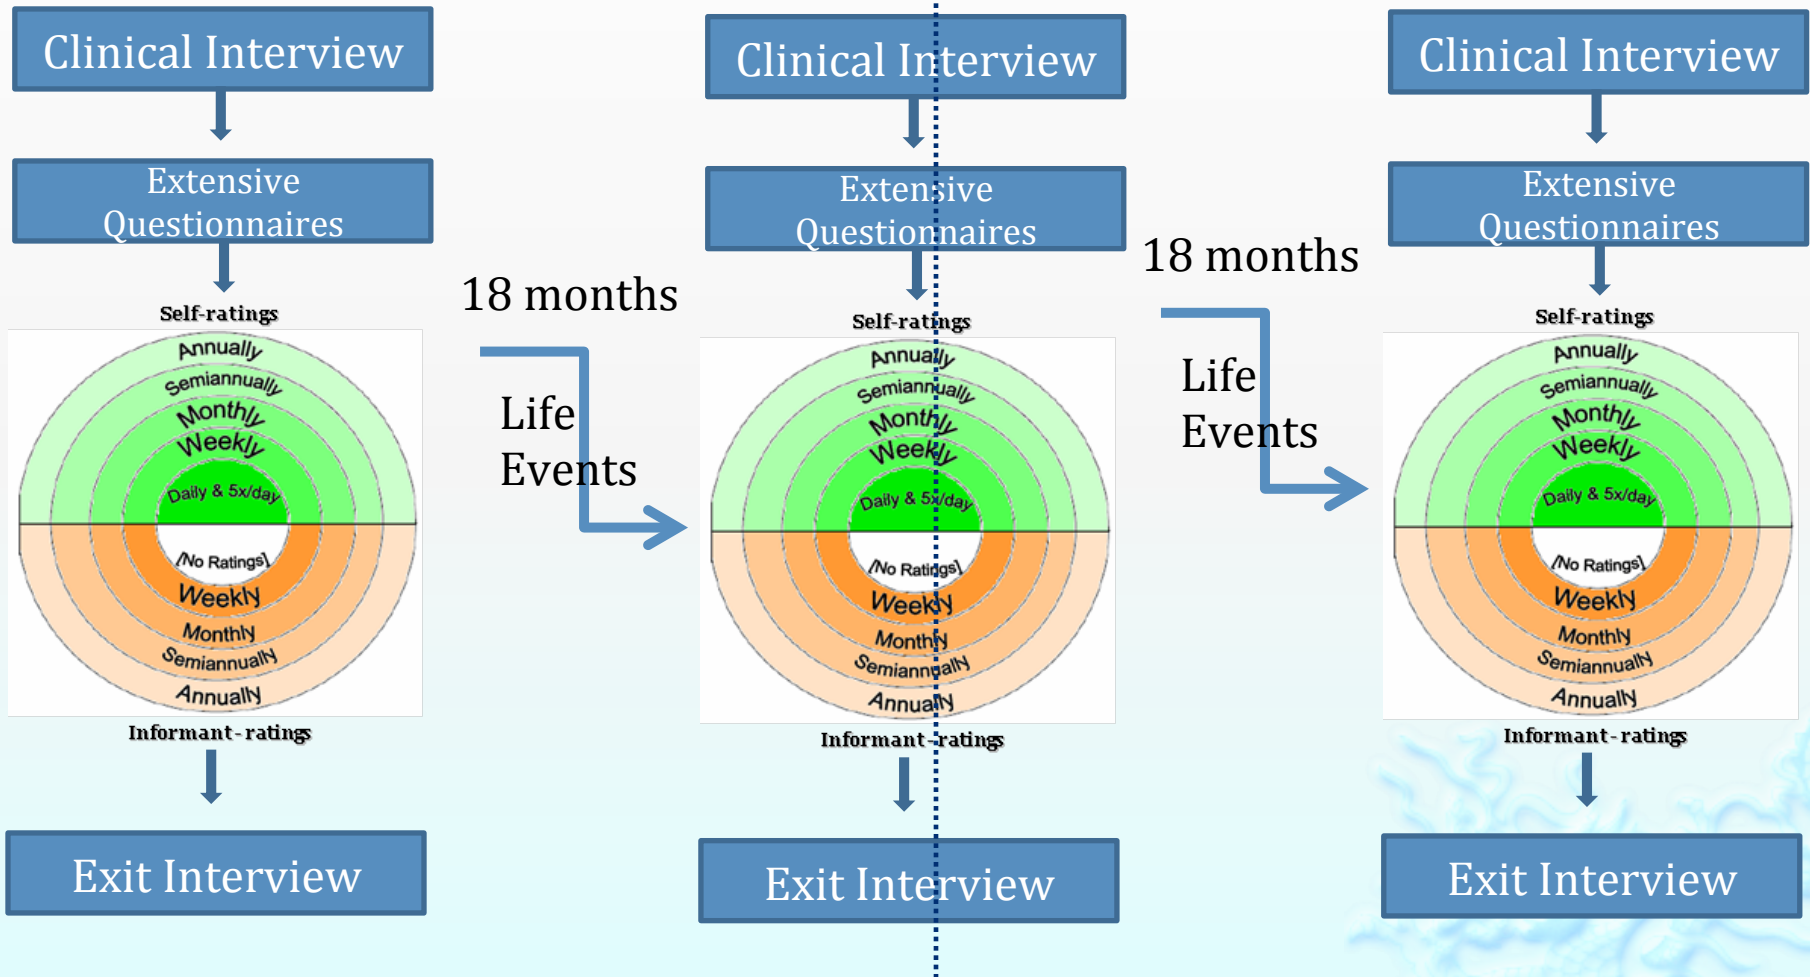 Clinical Interview
Extensive
Questionnaires
Self-ratings
Annually
Semiannually
Monthly
Weekly
Daily & 5x/day
[No Ratings]
Weekly
Monthly
Semiannually
Annually
Informant-ratings
Exit Interview
18 months
Life
Events
Clinical Interview
Extensive
Questionnaires
Self-ratings
Annually
Semiannually
Monthly
Weekly
Daily & 5x/day
[No Ratings]
Weekly
Monthly
Semiannually
Annually
Informant-ratings
Exit Interview
18 months
Life
Events
Clinical Interview
Extensive
Questionnaires
Self-ratings
Annually
Semiannually
Monthly
Weekly
Daily & 5x/day
[No Ratings]
Weekly
Monthly
Semiannually
Annually
Informant-ratings
Exit Interview